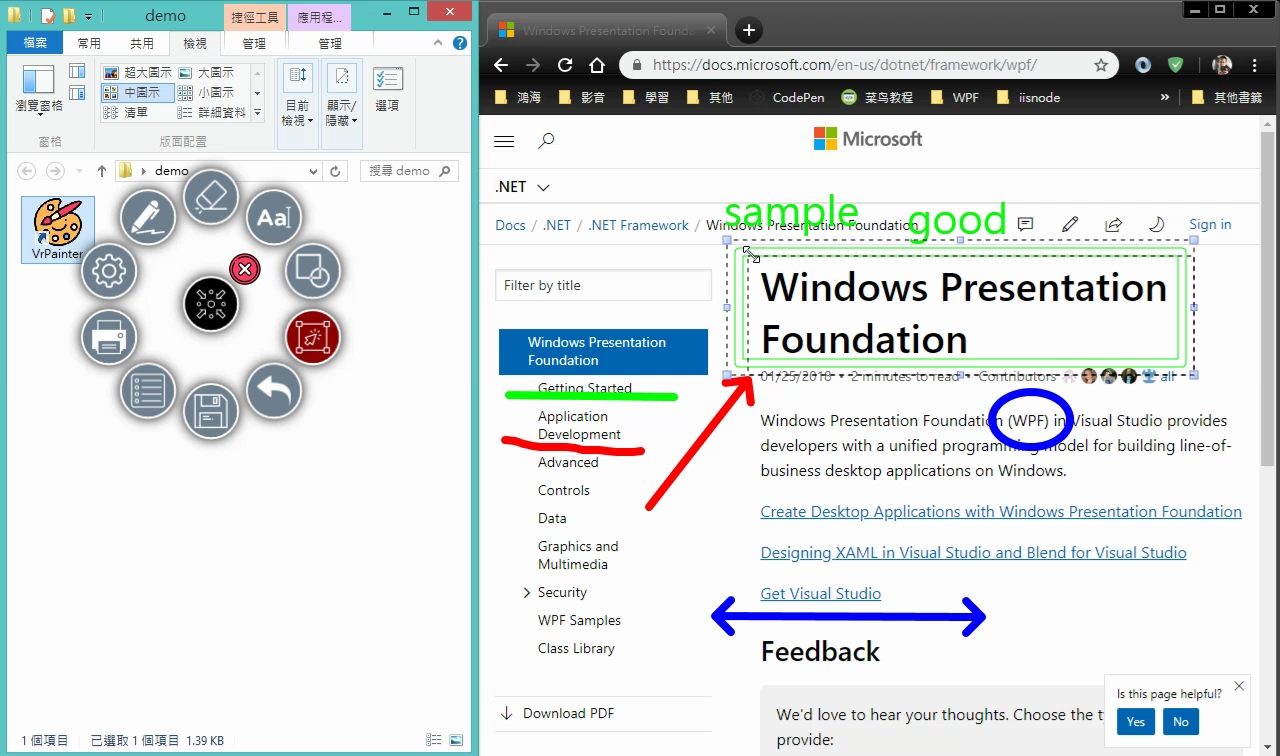 demo
捷徑工具
應用程...
檔案
常用
共用
檢視
管理
管理
瀏覽窗格
超大圖示
大圖示
中圖示
小圖示
清單
詳細資料
目前
檢視
顯示/
隱藏
選項
窗格
版面配置
demo
搜尋 demo
VrPainter
Aa
1 個項目
已選取 1 個項目 1.39 KB
Windows Presentation Founda
https://docs.microsoft.com/en-us/dotnet/framework/wpf/
鴻海
影音
學習
其他
CodePen
菜鸟教程
WPF
iisnode
»
其他書籤
Microsoft
.NET
sample
good
Docs / .NET / .NET Framework / Windows Presentation Foundation
Sign in
Filter by title
Windows Presentation
Foundation
Getting Started
Application
Development
Advanced
Controls
Data
Graphics and
Multimedia
Security
WPF Samples
Class Library
Download PDF
Windows Presentation
Foundation
01/25/2018 • 2 minutes to read • Contributors all
Windows Presentation Foundation (WPF) in Visual Studio provides
developers with a unified programming model for building line-of-
business desktop applications on Windows.
Create Desktop Applications with Windows Presentation Foundation
Designing XAML in Visual Studio and Blend for Visual Studio
Get Visual Studio
Feedback
We'd love to hear your thoughts. Choose the
provide:
Is this page helpful?
Yes
No